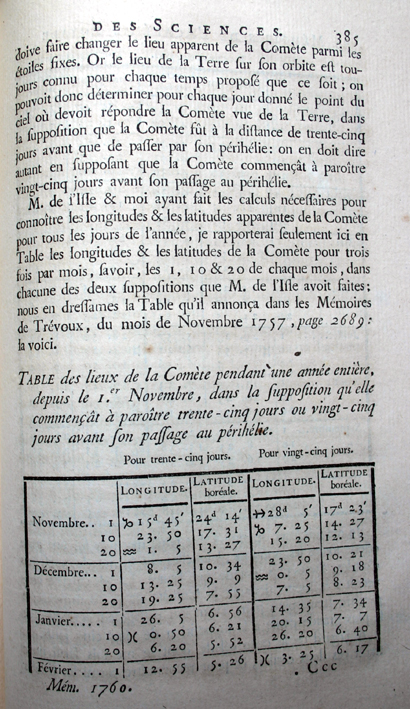 DES SCIENCES. 385
doive faire changer le lieu apparent de la Comète parmi les
étoiles fixes. Or le lieu de la Terre sur son orbite est tou-
jours connu pour chaque temps proposé que ce soit; on
pouvoit donc déterminer pour chaque jour donné le point du
ciel où devoit répondre la Comète vue de la Terre, dans
la supposition que la Comète fût à la distance de trente-cinq
jours avant que de passer par son périhélie: on en doit dire
autant en supposant que la Comète commençât à paroître
vingt-cinq jours avant son passage au périhélie.
M. de l'Isle & moi ayant fait les calculs nécessaires pour
connoître les longitudes & les latitudes apparentes de la Comète
pour tous les jours de l'année, je rapporterai seulement ici en
Table les longitudes & les latitudes de la Comète pour trois
fois par mois, savoir, les 1, 10 & 20 de chaque mois, dans
chacune des deux suppositions que M. de l'Isle avoit faites;
nous en dressames la Table qu'il annonça dans les Mémoires
de Trévoux, du mois de Novembre 1757, page 2689:
la voici.
TABLE des lieux de la Comète pendant une année entière,
depuis le 1.er Novembre, dans la supposition qu'elle
commençât à paroître trente-cinq jours ou vingt-cinq
jours avant son passage au périhélie.
Pour trente-cinq jours. Pour vingt-cinq jours.
LONGITUDE. LATITUDE boréale. LONGITUDE. LATITUDE boréale.
Novembre.. 1 ♑ 15d 45' 24d 14' ♐ 28d 5' 17d 23'
10 23. 50 17. 31 ♑ 7. 25 14. 27
20 ♒ 1. 5 13. 27 15. 20 12. 13
Décembre.. 1 8. 5 10. 34 23. 50 10. 21
10 13. 25 9. 9 ♒ 0. 5 9. 18
20 19. 25 7. 55 7. 5 8. 23
Janvier.... 1 26. 5 6. 56 14. 35 7. 34
10 ♓ 0. 50 6. 21 20. 15 7. 7
20 6. 20 5. 52 26. 20 6. 40
Février.... 1 12. 55 5. 26 ♓ 3. 25 6. 17
Mém. 1760. . Ccc